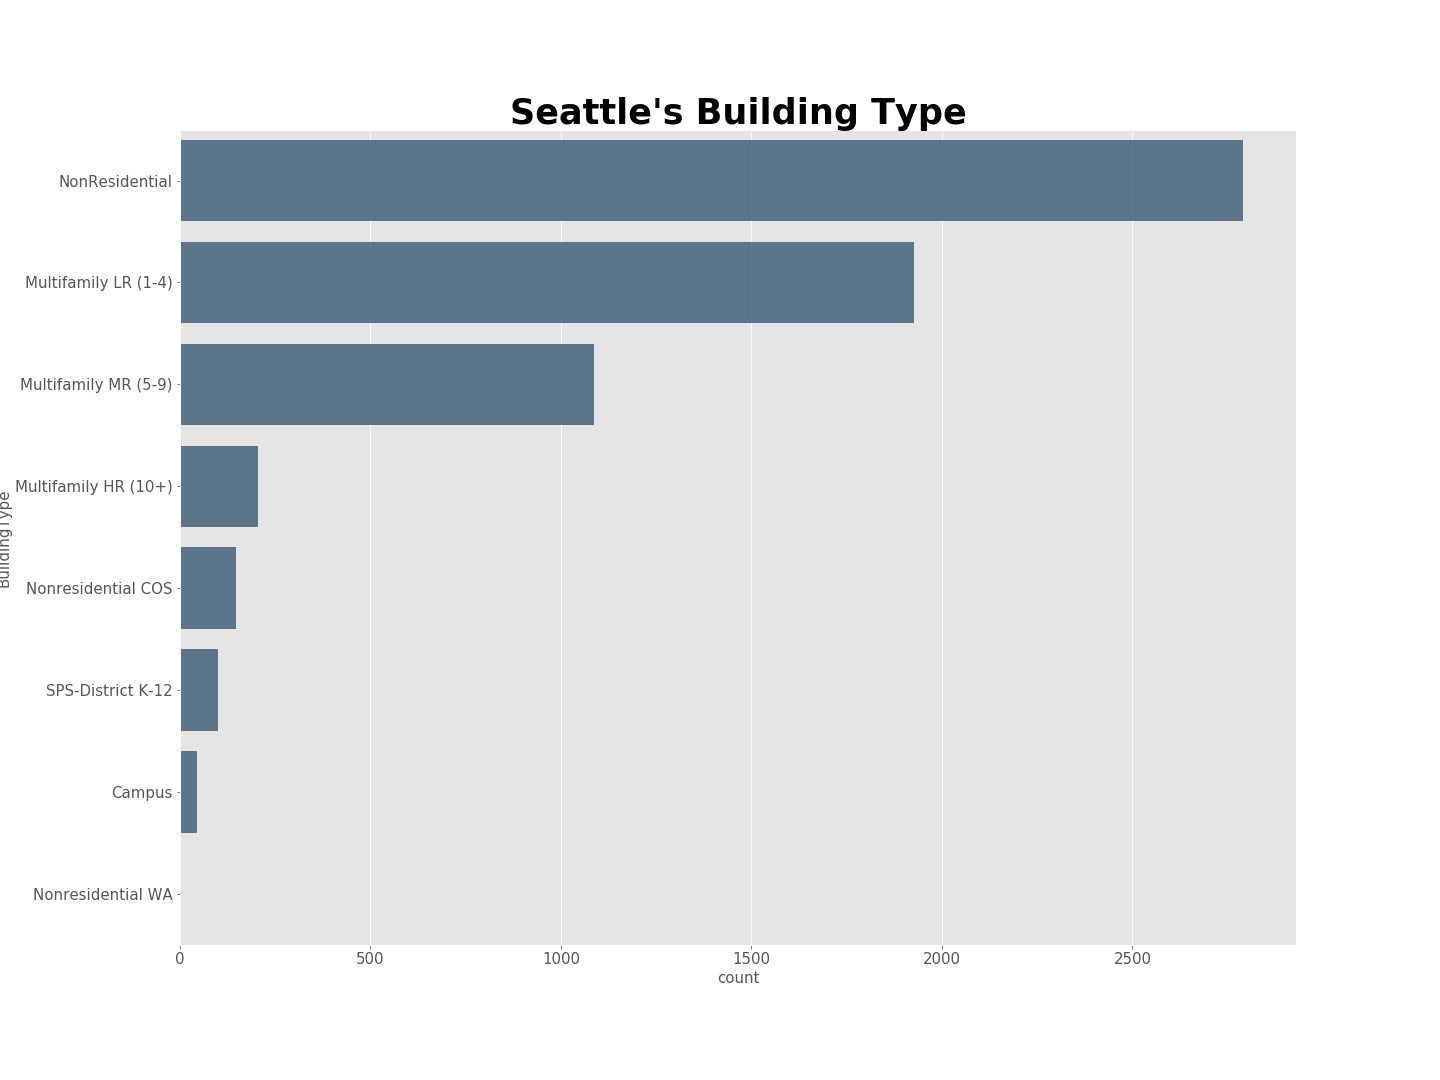 Seattle's Building Type
NonResidential
Multifamily LR (1-4)
Multifamily MR (5-9)
Multifamily HR (10+)
Nonresidential COS
SPS-District K-12
Campus
Nonresidential WA
BuildingType
0 500 1000 1500 2000 2500
count